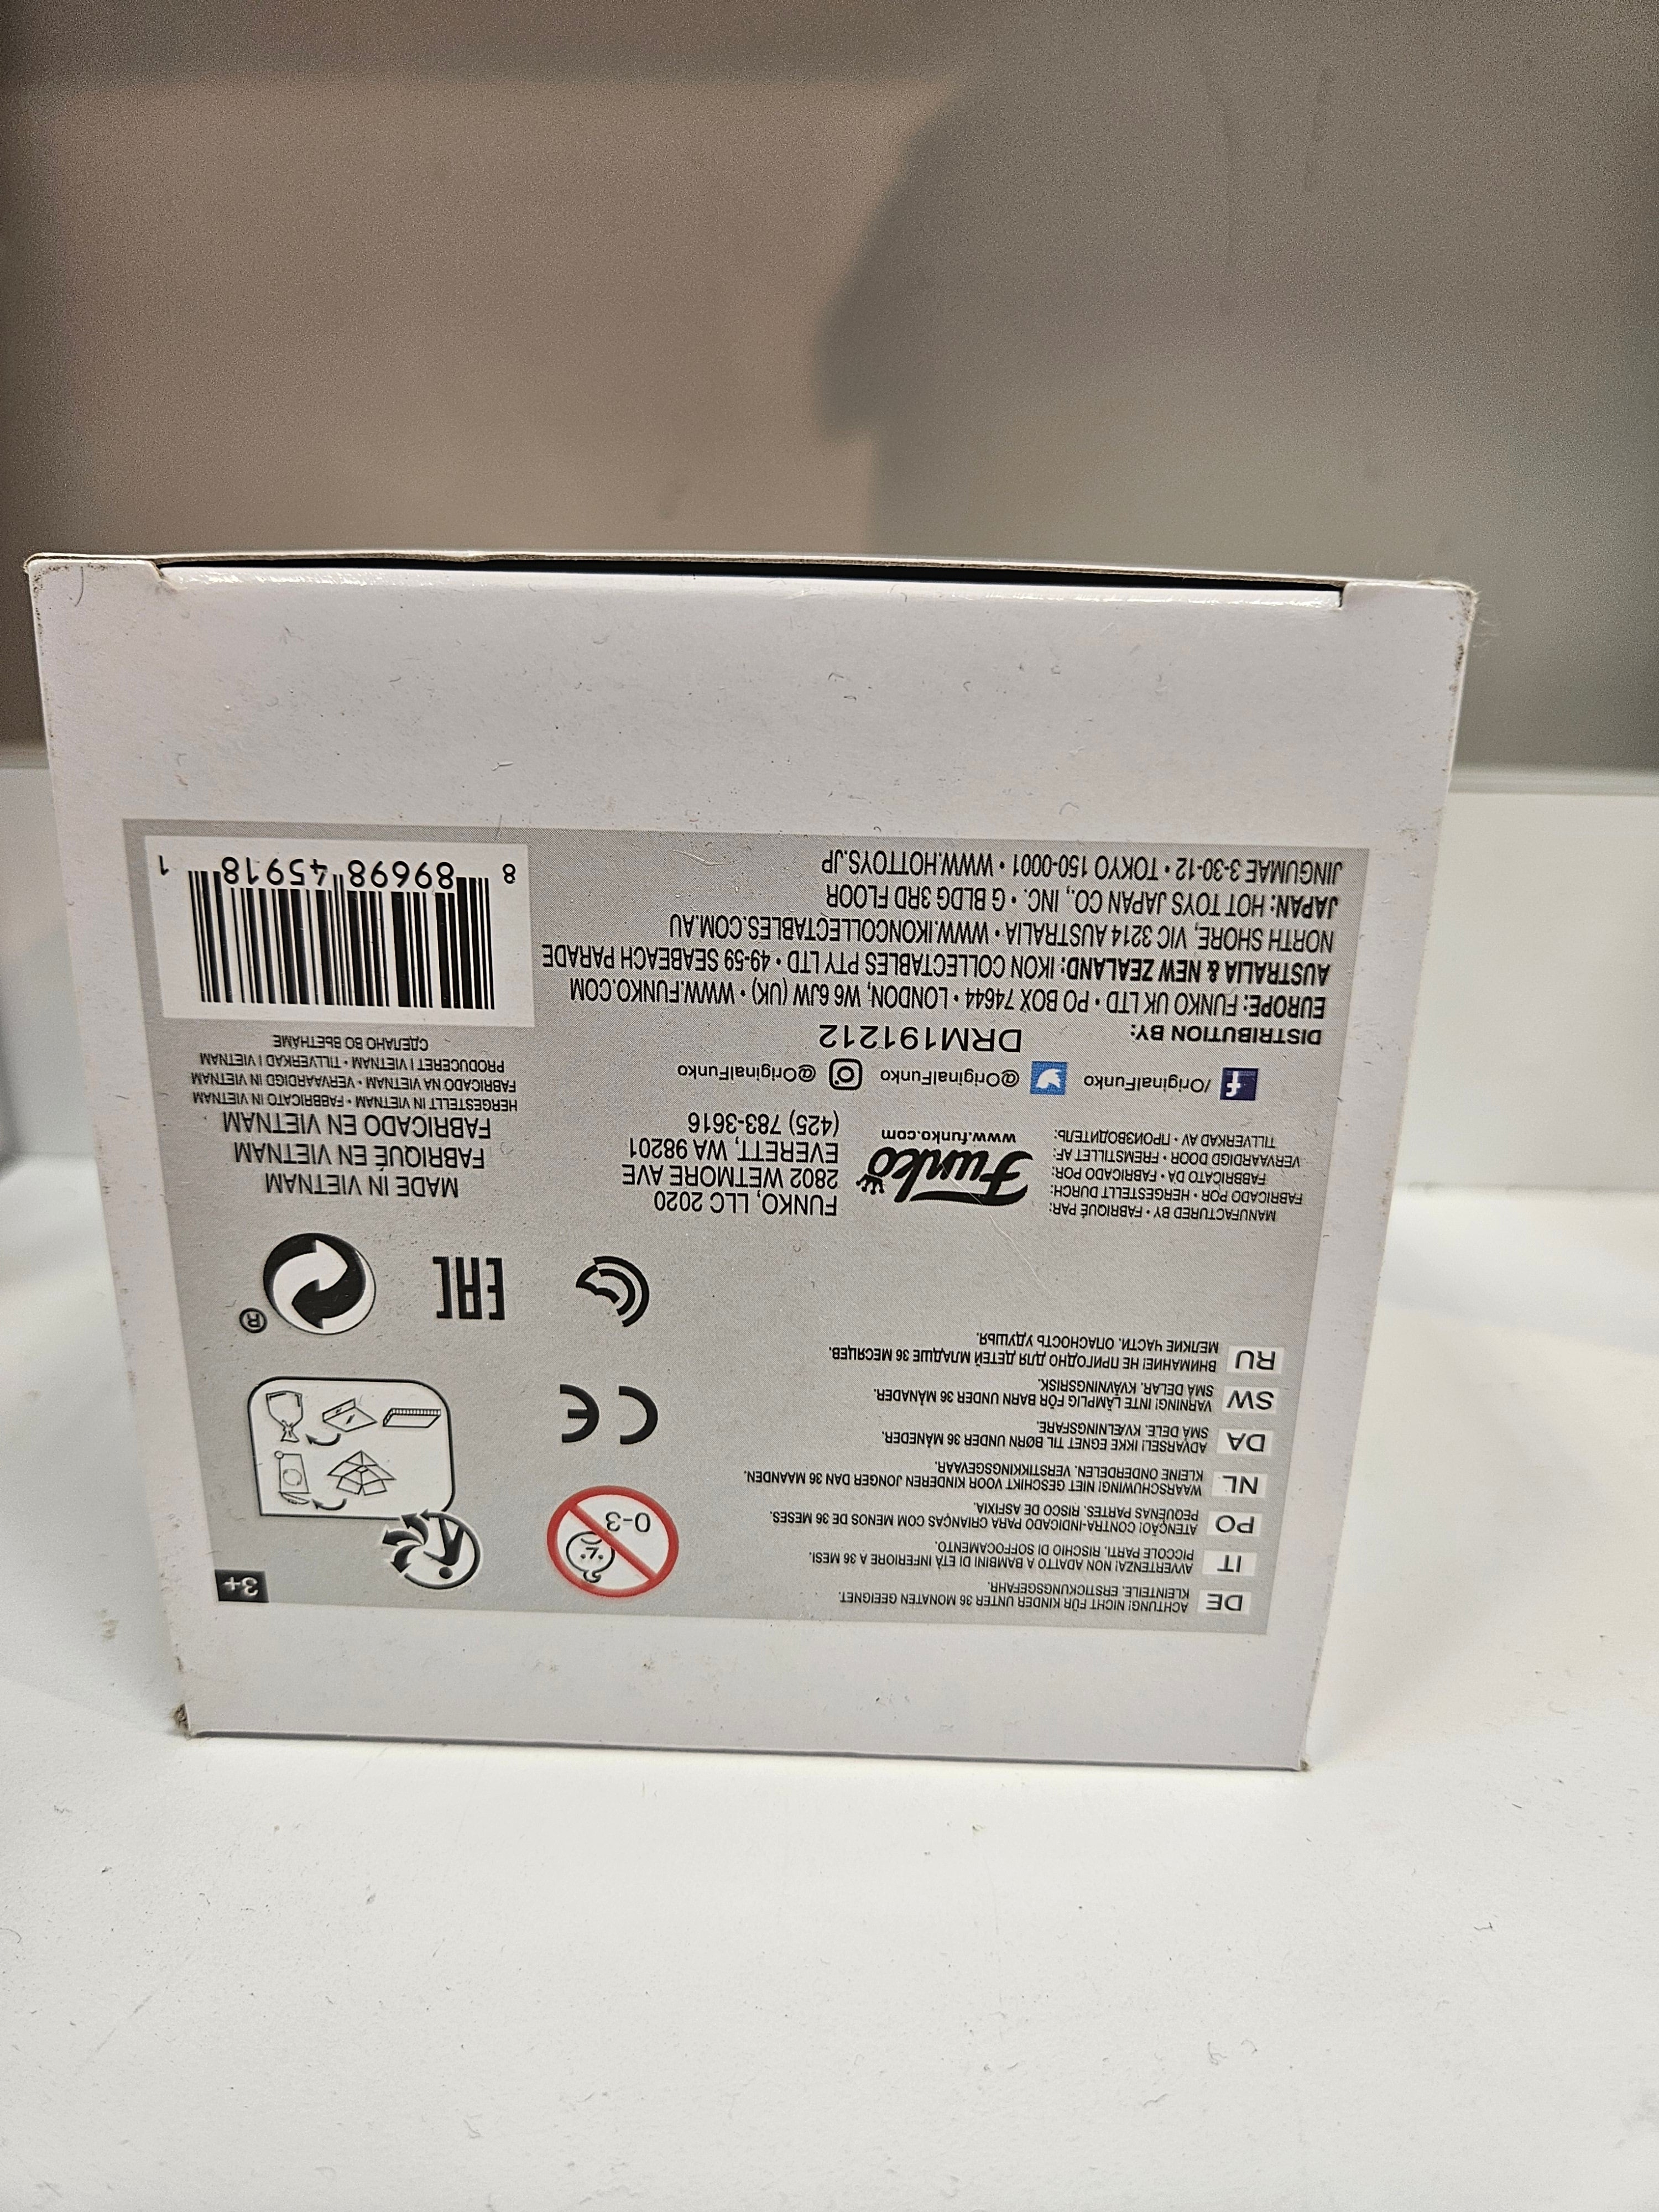 DE
ACHTUNG! NICHT FÜR KINDER UNTER 36 MONATEN GEEIGNET.
KLEINTEILE. ERSTICKUNGSGEFAHR.
IT
AVVERTENZA! NON ADATTO A BAMBINI DI ETÀ INFERIORE A 36 MESI.
PICCOLE PARTI. RISCHIO DI SOFFOCAMENTO.
PO
ATENÇÃO! CONTRA-INDICADO PARA CRIANÇAS COM MENOS DE 36 MESES.
PEQUENAS PARTES. RISCO DE ASFIXIA.
NL
WAARSCHUWING! NIET GESCHIKT VOOR KINDEREN JONGER DAN 36 MAANDEN.
KLEINE ONDERDELEN. VERSTIKKINGSGEVAAR.
DA
ADVARSEL! IKKE EGNET TIL BØRN UNDER 36 MÅNEDER.
SMÅ DELE. KVÆLNINGSFARE.
SW
VARNING! INTE LÄMPLIG FÖR BARN UNDER 36 MÅNADER.
SMÅ DELAR. KVÄVNINGSRISK.
RU
ВНИМАНИЕ! НЕ ПРИГОДНО ДЛЯ ДЕТЕЙ МЛАДШЕ 36 МЕСЯЦЕВ.
МЕЛКИЕ ЧАСТИ. ОПАСНОСТЬ УДУШЬЯ.
0-3
3+
CE
EAC
®
MANUFACTURED BY • FABRIQUÉ PAR:
FABRICADO POR • HERGESTELLT DURCH:
FABBRICATO DA • FABRICADO POR:
VERVAARDIGD DOOR • FREMSTILLET AF:
TILLVERKAD AV • ПРОИЗВОДИТЕЛЬ:
Funko
www.funko.com
FUNKO, LLC 2020
2802 WETMORE AVE
EVERETT, WA 98201
(425) 783-3616
MADE IN VIETNAM
FABRIQUÉ EN VIETNAM
FABRICADO EN VIETNAM
HERGESTELLT IN VIETNAM • FABBRICATO IN VIETNAM
FABRICADO NA VIETNAM • VERVAARDIGD IN VIETNAM
PRODUCERET I VIETNAM • TILLVERKAD I VIETNAM
СДЕЛАНО ВО ВЬЕТНАМЕ
/OriginalFunko
@OriginalFunko
@OriginalFunko
DISTRIBUTION BY:
DRM191212
EUROPE: FUNKO UK LTD • PO BOX 74644 • LONDON, W6 6JW (UK) • WWW.FUNKO.COM
AUSTRALIA & NEW ZEALAND: IKON COLLECTABLES PTY LTD • 49-59 SEABEACH PARADE
NORTH SHORE, VIC 3214 AUSTRALIA • WWW.IKONCOLLECTABLES.COM.AU
JAPAN: HOT TOYS JAPAN CO., INC. • G BLDG 3RD FLOOR
JINGUMAE 3-30-12 • TOKYO 150-0001 • WWW.HOTTOYS.JP
8 89698 45918 1